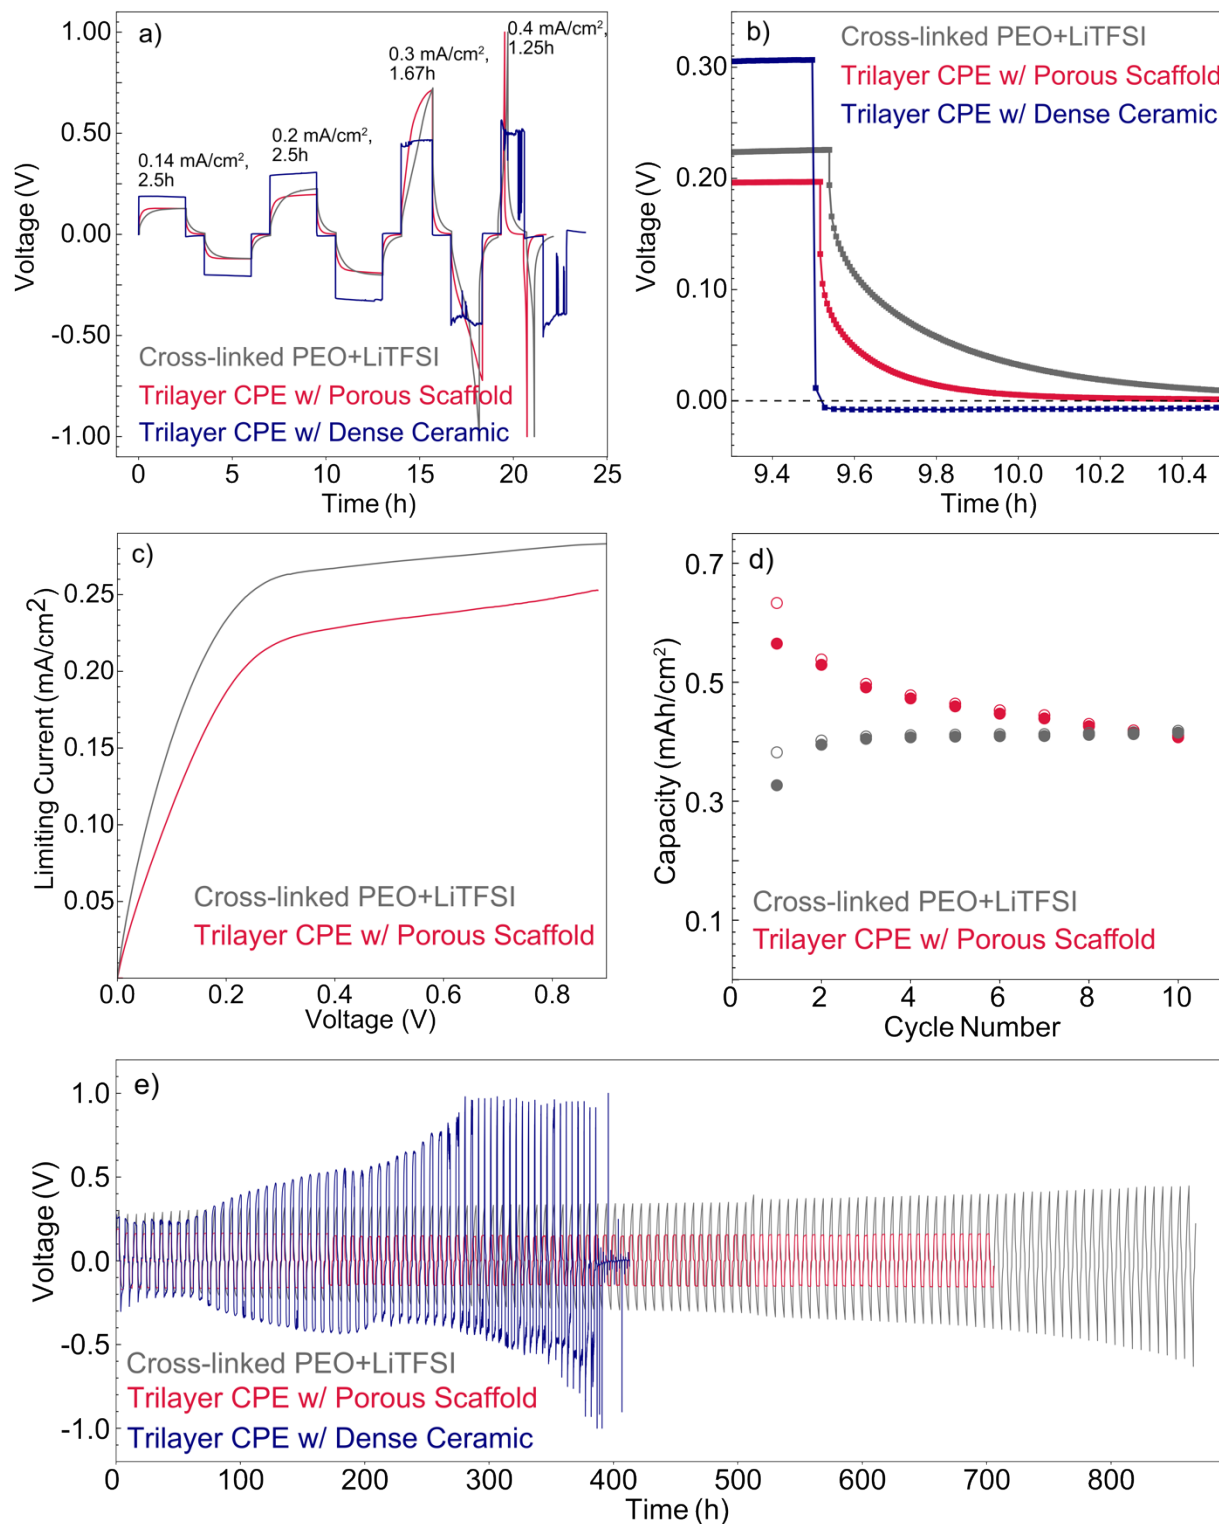 a)
0.14 mA/cm²,
2.5h
0.2 mA/cm²,
2.5h
0.3 mA/cm²,
1.67h
0.4 mA/cm²,
1.25h
1.00
0.50
0.00
-0.50
-1.00
Voltage (V)
Cross-linked PEO+LiTFSI
Trilayer CPE w/ Porous Scaffold
Trilayer CPE w/ Dense Ceramic
0 5 10 15 20 25
Time (h)
b)
Cross-linked PEO+LiTFSI
Trilayer CPE w/ Porous Scaffold
Trilayer CPE w/ Dense Ceramic
0.30
0.20
0.10
0.00
Voltage (V)
9.4 9.6 9.8 10.0 10.2 10.4
Time (h)
c)
0.25
0.20
0.15
0.10
0.05
Limiting Current (mA/cm2)
Cross-linked PEO+LiTFSI
Trilayer CPE w/ Porous Scaffold
0.0 0.2 0.4 0.6 0.8
Voltage (V)
d)
0.7
0.5
0.3
0.1
Capacity (mAh/cm²)
Cross-linked PEO+LiTFSI
Trilayer CPE w/ Porous Scaffold
0 2 4 6 8 10
Cycle Number
e)
1.0
0.5
0.0
-0.5
-1.0
Voltage (V)
Cross-linked PEO+LiTFSI
Trilayer CPE w/ Porous Scaffold
Trilayer CPE w/ Dense Ceramic
0 100 200 300 400 500 600 700 800
Time (h)